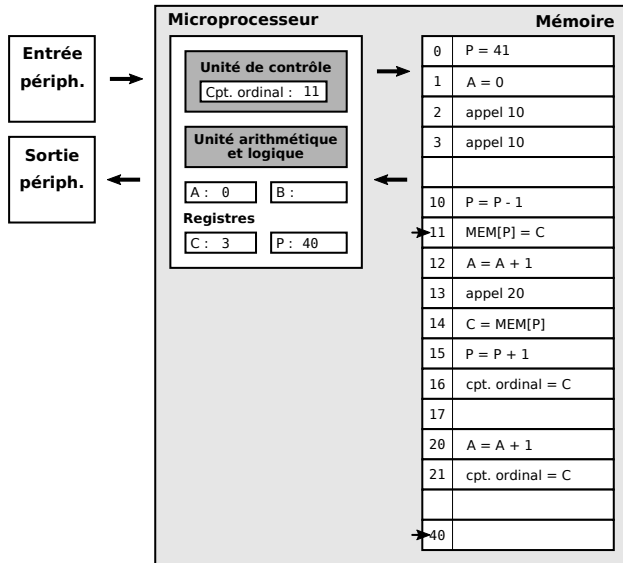 Microprocesseur
Mémoire
Entrée
périph.
Sortie
périph.
Unité de contrôle
Cpt. ordinal : 11
Unité arithmétique
et logique
A : 0
B :
Registres
C : 3
P : 40
0 P = 41
1 A = 0
2 appel 10
3 appel 10
10 P = P - 1
11 MEM[P] = C
12 A = A + 1
13 appel 20
14 C = MEM[P]
15 P = P + 1
16 cpt. ordinal = C
17
20 A = A + 1
21 cpt. ordinal = C
40